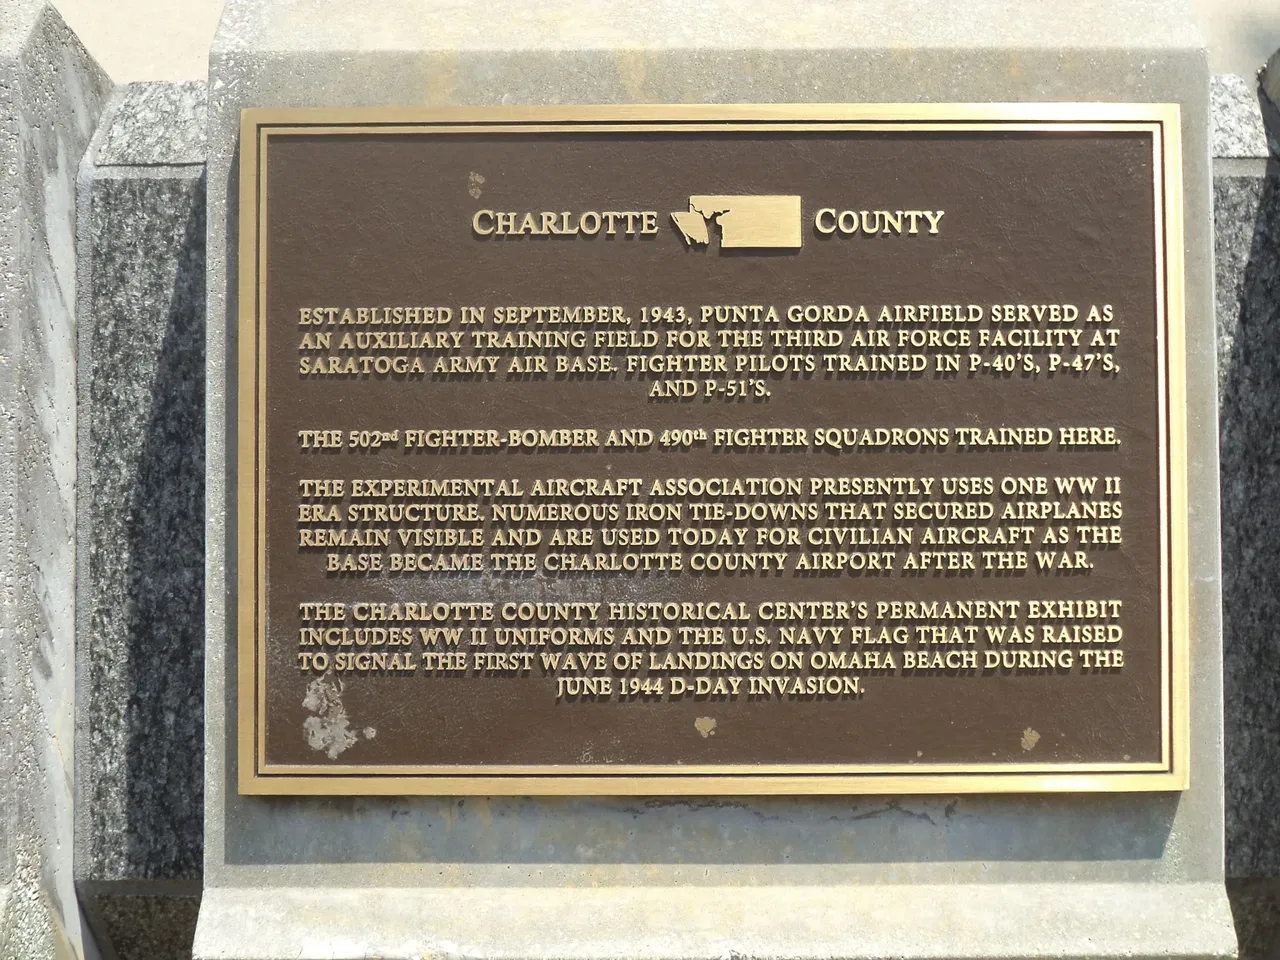 CHARLOTTE COUNTY
ESTABLISHED IN SEPTEMBER, 1943, PUNTA GORDA AIRFIELD SERVED AS
AN AUXILIARY TRAINING FIELD FOR THE THIRD AIR FORCE FACILITY AT
SARATOGA ARMY AIR BASE. FIGHTER PILOTS TRAINED IN P-40'S, P-47'S,
AND P-51'S.
THE 502nd FIGHTER-BOMBER AND 490th FIGHTER SQUADRONS TRAINED HERE.
THE EXPERIMENTAL AIRCRAFT ASSOCIATION PRESENTLY USES ONE WW II
ERA STRUCTURE. NUMEROUS IRON TIE-DOWNS THAT SECURED AIRPLANES
REMAIN VISIBLE AND ARE USED TODAY FOR CIVILIAN AIRCRAFT AS THE
BASE BECAME THE CHARLOTTE COUNTY AIRPORT AFTER THE WAR.
THE CHARLOTTE COUNTY HISTORICAL CENTER'S PERMANENT EXHIBIT
INCLUDES WW II UNIFORMS AND THE U.S. NAVY FLAG THAT WAS RAISED
TO SIGNAL THE FIRST WAVE OF LANDINGS ON OMAHA BEACH DURING THE
JUNE 1944 D-DAY INVASION.